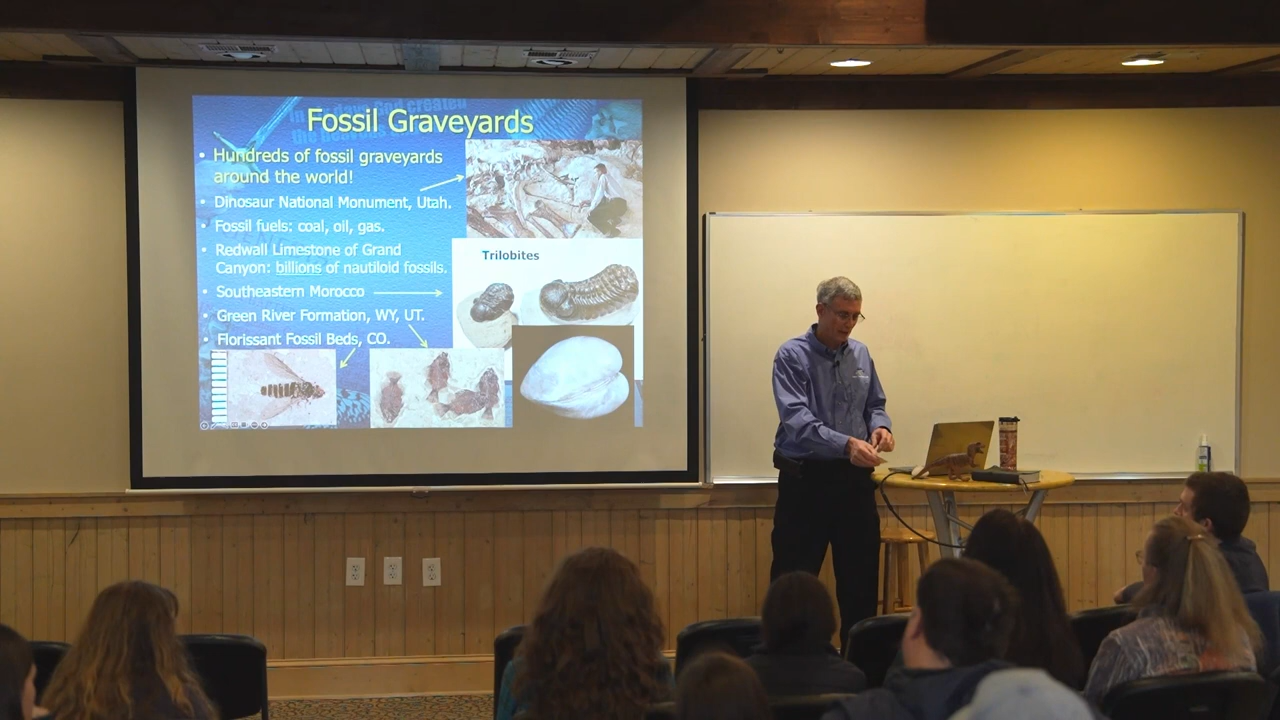 Fossil Graveyards
• Hundreds of fossil graveyards
around the world!
• Dinosaur National Monument, Utah.
• Fossil fuels: coal, oil, gas.
• Redwall Limestone of Grand
Canyon: billions of nautiloid fossils.
• Southeastern Morocco
• Green River Formation, WY, UT.
• Florissant Fossil Beds, CO.
Trilobites